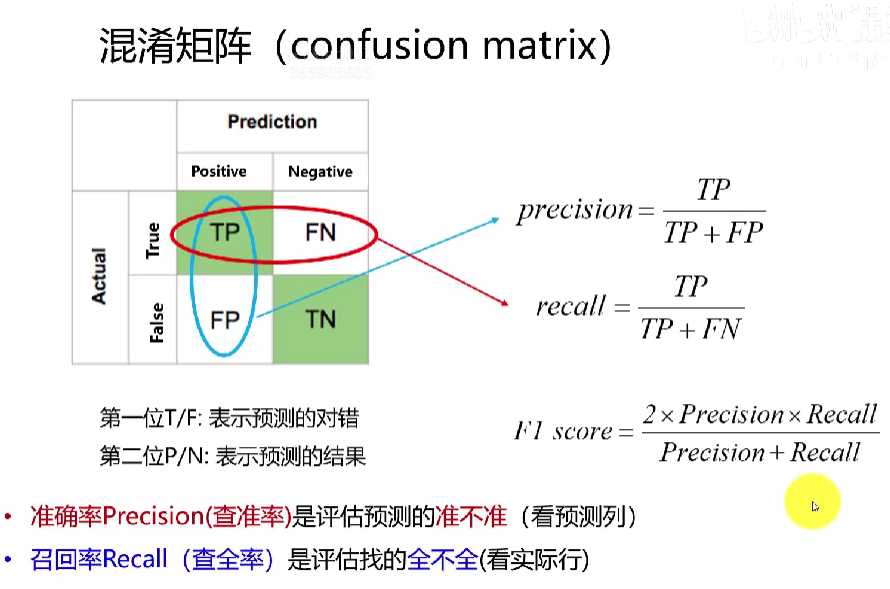 混淆矩阵（confusion matrix）
Prediction
Positive Negative
Actual
True
TP FN
False
FP TN
precision = TP / TP + FP
recall = TP / TP + FN
F1 score = 2 × Precision × Recall / Precision + Recall
第一位T/F: 表示预测的对错
第二位P/N: 表示预测的结果
• 准确率Precision(查准率)是评估预测的准不准（看预测列）
• 召回率Recall（查全率）是评估找的全不全(看实际行)